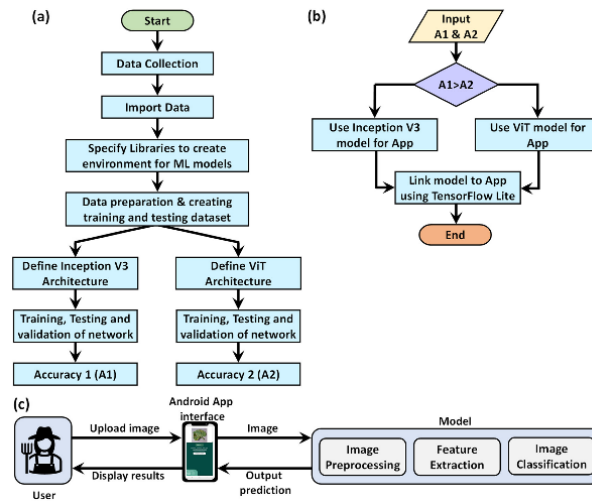 (a)
Start
Data Collection
Import Data
Specify Libraries to create
environment for ML models
Data preparation & creating
training and testing dataset
Define Inception V3
Architecture
Define ViT
Architecture
Training, Testing and
validation of network
Training, Testing and
validation of network
Accuracy 1 (A1)
Accuracy 2 (A2)
(b)
Input
A1 & A2
A1>A2
Use Inception V3
model for App
Use ViT model for
App
Link model to App
using TensorFlow Lite
End
(c)
User
Upload image
Display results
Android App
interface
Image
Output
prediction
Model
Image
Preprocessing
Feature
Extraction
Image
Classification